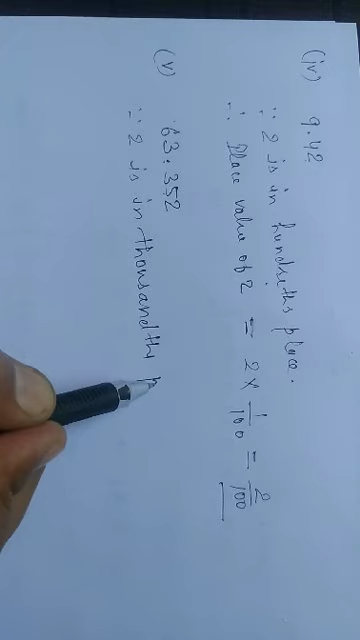 (iv) 9.42
∵ 2 is in hundredths place.
∴ Place value of 2 = 2 × 1/100 = 2/100
(v) 63.352
∵ 2 is in thousandths p